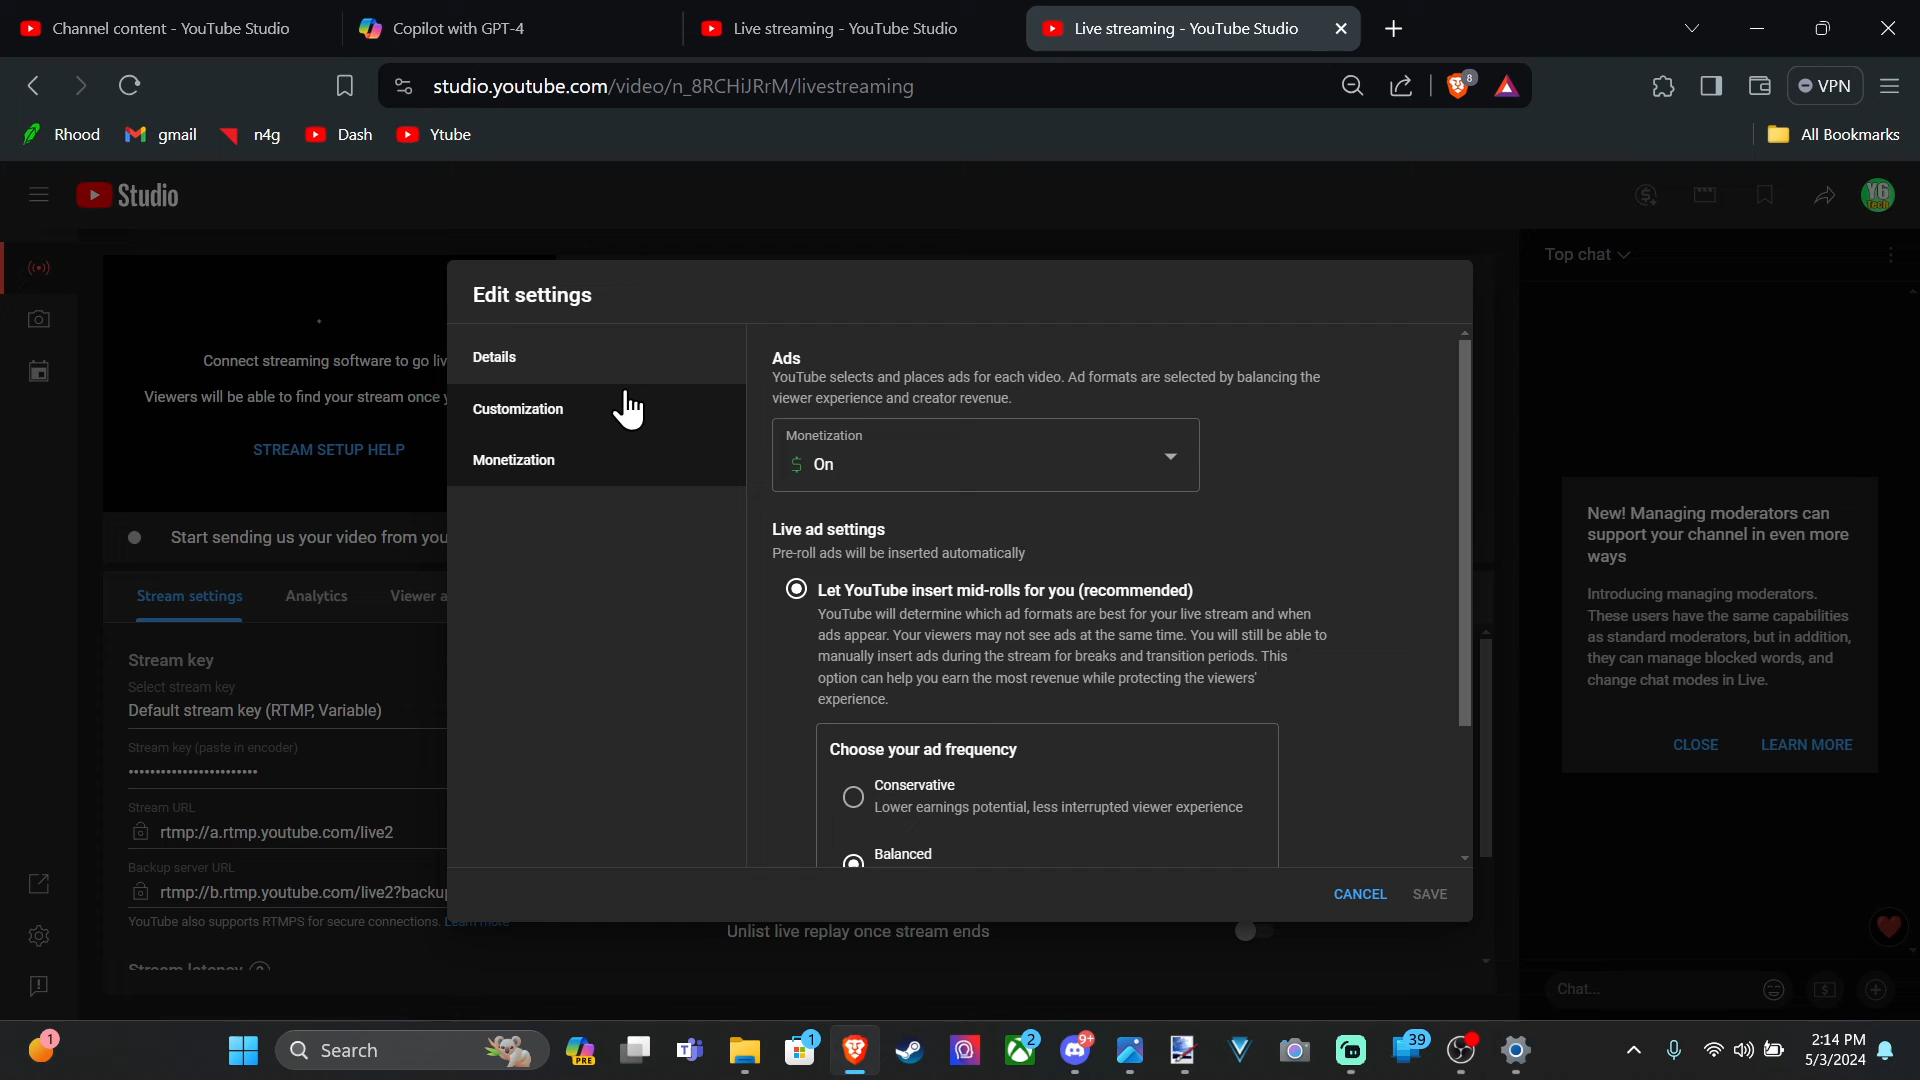 Channel content - YouTube Studio
Copilot with GPT-4
Live streaming - YouTube Studio
Live streaming - YouTube Studio
studio.youtube.com/video/n_8RCHiJRrM/livestreaming
8
VPN
Rhood
gmail
n4g
Dash
Ytube
All Bookmarks
Studio
Y6
Tech
Top chat
Connect streaming software to go liv
Viewers will be able to find your stream once y
STREAM SETUP HELP
Start sending us your video from you
Stream settings
Analytics
Viewer a
Stream key
Select stream key
Default stream key (RTMP, Variable)
Stream key (paste in encoder)
••••••••••••••••••••••••
Stream URL
rtmp://a.rtmp.youtube.com/live2
Backup server URL
rtmp://b.rtmp.youtube.com/live2?backup
YouTube also supports RTMPS for secure connections. Learn more
Stream latency
Edit settings
Details
Customization
Monetization
Ads
YouTube selects and places ads for each video. Ad formats are selected by balancing the
viewer experience and creator revenue.
Monetization
$ On
Live ad settings
Pre-roll ads will be inserted automatically
Let YouTube insert mid-rolls for you (recommended)
YouTube will determine which ad formats are best for your live stream and when
ads appear. Your viewers may not see ads at the same time. You will still be able to
manually insert ads during the stream for breaks and transition periods. This
option can help you earn the most revenue while protecting the viewers'
experience.
Choose your ad frequency
Conservative
Lower earnings potential, less interrupted viewer experience
Balanced
CANCEL
SAVE
Unlist live replay once stream ends
New! Managing moderators can
support your channel in even more
ways
Introducing managing moderators.
These users have the same capabilities
as standard moderators, but in addition,
they can manage blocked words, and
change chat modes in Live.
CLOSE
LEARN MORE
Chat...
1
Search
PRE
1
2
9+
39
2:14 PM
5/3/2024